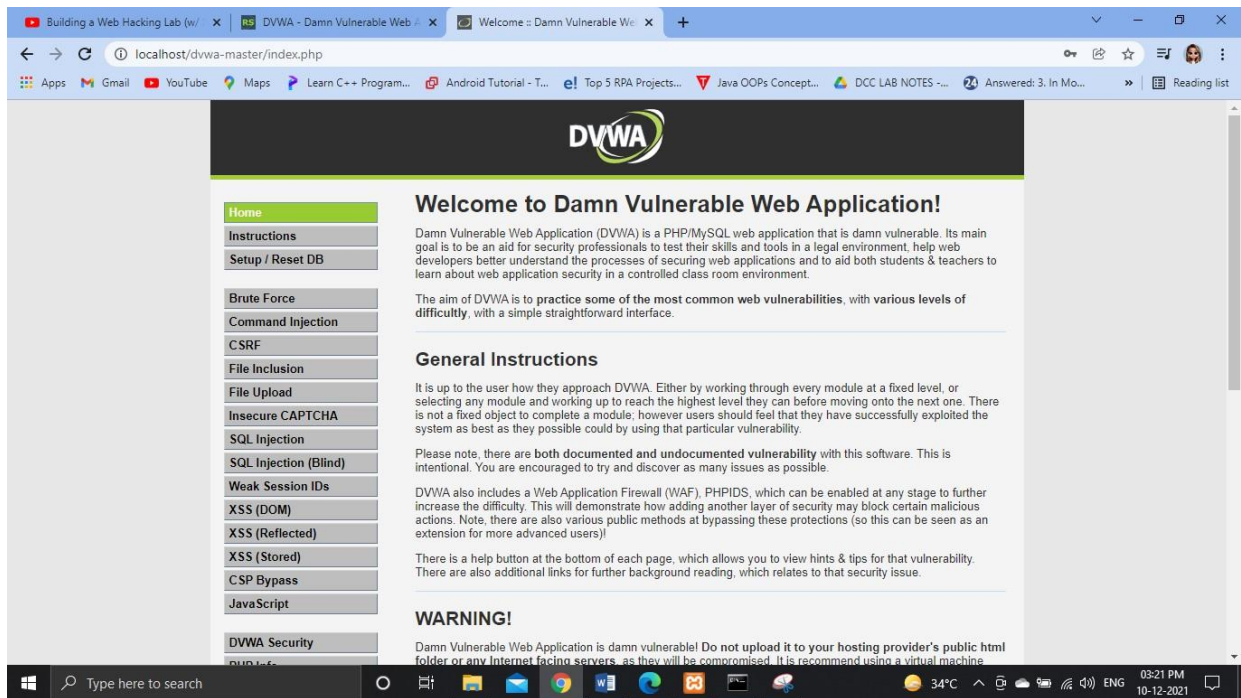 Building a Web Hacking Lab (w/
DVWA - Damn Vulnerable Web
Welcome :: Damn Vulnerable We
localhost/dvwa-master/index.php
Apps
Gmail
YouTube
Maps
Learn C++ Program...
Android Tutorial - T...
Top 5 RPA Projects...
Java OOPs Concept...
DCC LAB NOTES -...
Answered: 3. In Mo...
»
Reading list
DVWA
Home
Instructions
Setup / Reset DB
Brute Force
Command Injection
CSRF
File Inclusion
File Upload
Insecure CAPTCHA
SQL Injection
SQL Injection (Blind)
Weak Session IDs
XSS (DOM)
XSS (Reflected)
XSS (Stored)
CSP Bypass
JavaScript
DVWA Security
Welcome to Damn Vulnerable Web Application!
Damn Vulnerable Web Application (DVWA) is a PHP/MySQL web application that is damn vulnerable. Its main
goal is to be an aid for security professionals to test their skills and tools in a legal environment, help web
developers better understand the processes of securing web applications and to aid both students & teachers to
learn about web application security in a controlled class room environment.
The aim of DVWA is to practice some of the most common web vulnerabilities, with various levels of
difficultly, with a simple straightforward interface.
General Instructions
It is up to the user how they approach DVWA. Either by working through every module at a fixed level, or
selecting any module and working up to reach the highest level they can before moving onto the next one. There
is not a fixed object to complete a module; however users should feel that they have successfully exploited the
system as best as they possible could by using that particular vulnerability.
Please note, there are both documented and undocumented vulnerability with this software. This is
intentional. You are encouraged to try and discover as many issues as possible.
DVWA also includes a Web Application Firewall (WAF), PHPIDS, which can be enabled at any stage to further
increase the difficulty. This will demonstrate how adding another layer of security may block certain malicious
actions. Note, there are also various public methods at bypassing these protections (so this can be seen as an
extension for more advanced users)!
There is a help button at the bottom of each page, which allows you to view hints & tips for that vulnerability.
There are also additional links for further background reading, which relates to that security issue.
WARNING!
Damn Vulnerable Web Application is damn vulnerable! Do not upload it to your hosting provider's public html
folder or any Internet facing servers, as they will be compromised. It is recommend using a virtual machine
Type here to search
34°C
ENG
03:21 PM
10-12-2021